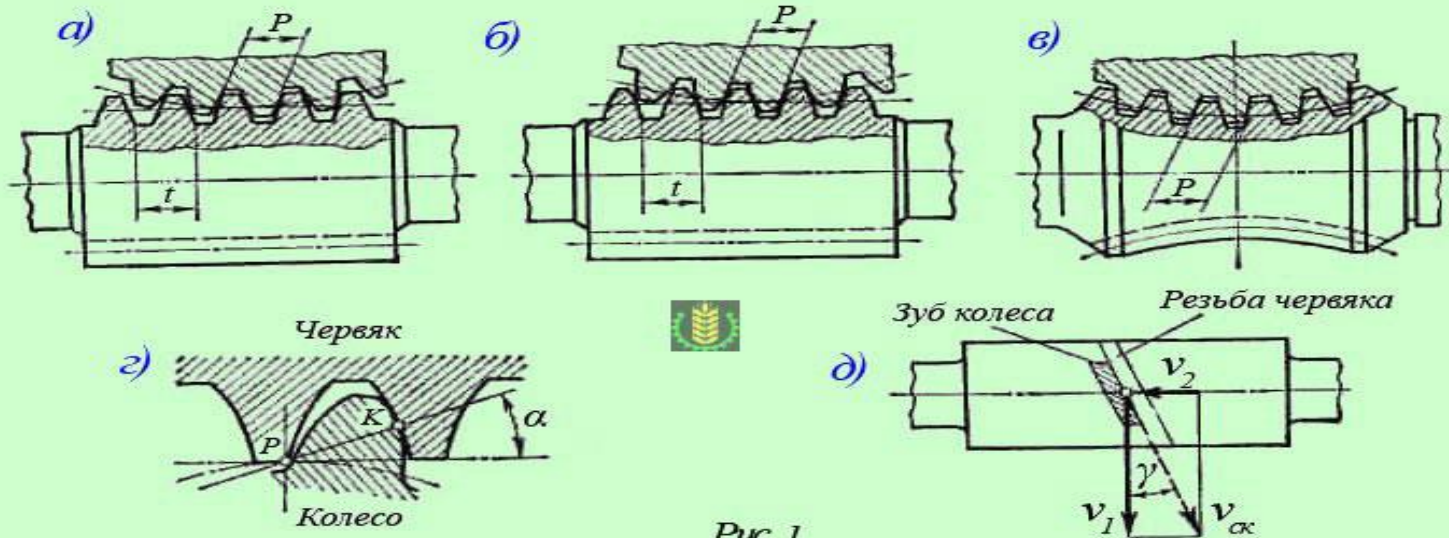 а)
P
t
б)
P
t
в)
P
г)
Червяк
P
K
α
Колесо
д)
Зуб колеса
Резьба червяка
v2
γ
v1
vск
Рис. 1